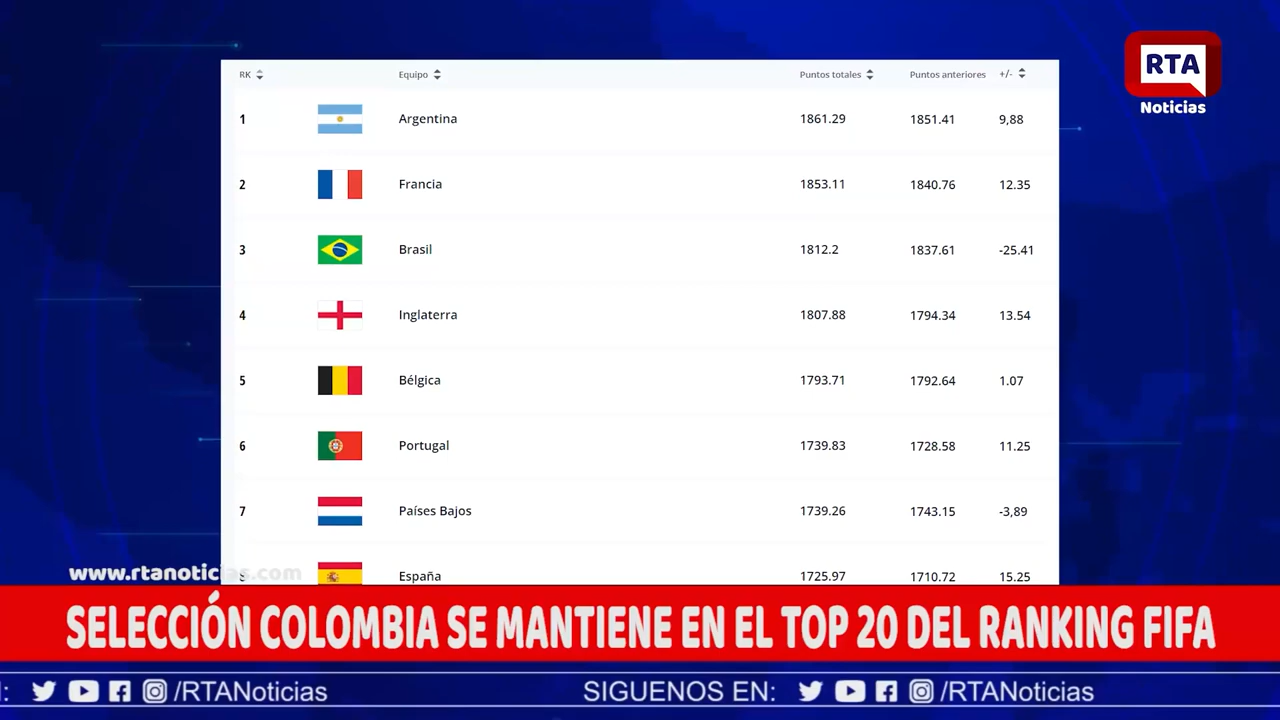 RTA
Noticias
RK Equipo Puntos totales Puntos anteriores +/-
1 Argentina 1861.29 1851.41 9,88
2 Francia 1853.11 1840.76 12.35
3 Brasil 1812.2 1837.61 -25.41
4 Inglaterra 1807.88 1794.34 13.54
5 Bélgica 1793.71 1792.64 1.07
6 Portugal 1739.83 1728.58 11.25
7 Países Bajos 1739.26 1743.15 -3,89
8 España 1725.97 1710.72 15.25
www.rtanoticias.com
SELECCIÓN COLOMBIA SE MANTIENE EN EL TOP 20 DEL RANKING FIFA
N: /RTANoticias SIGUENOS EN: /RTANoticias